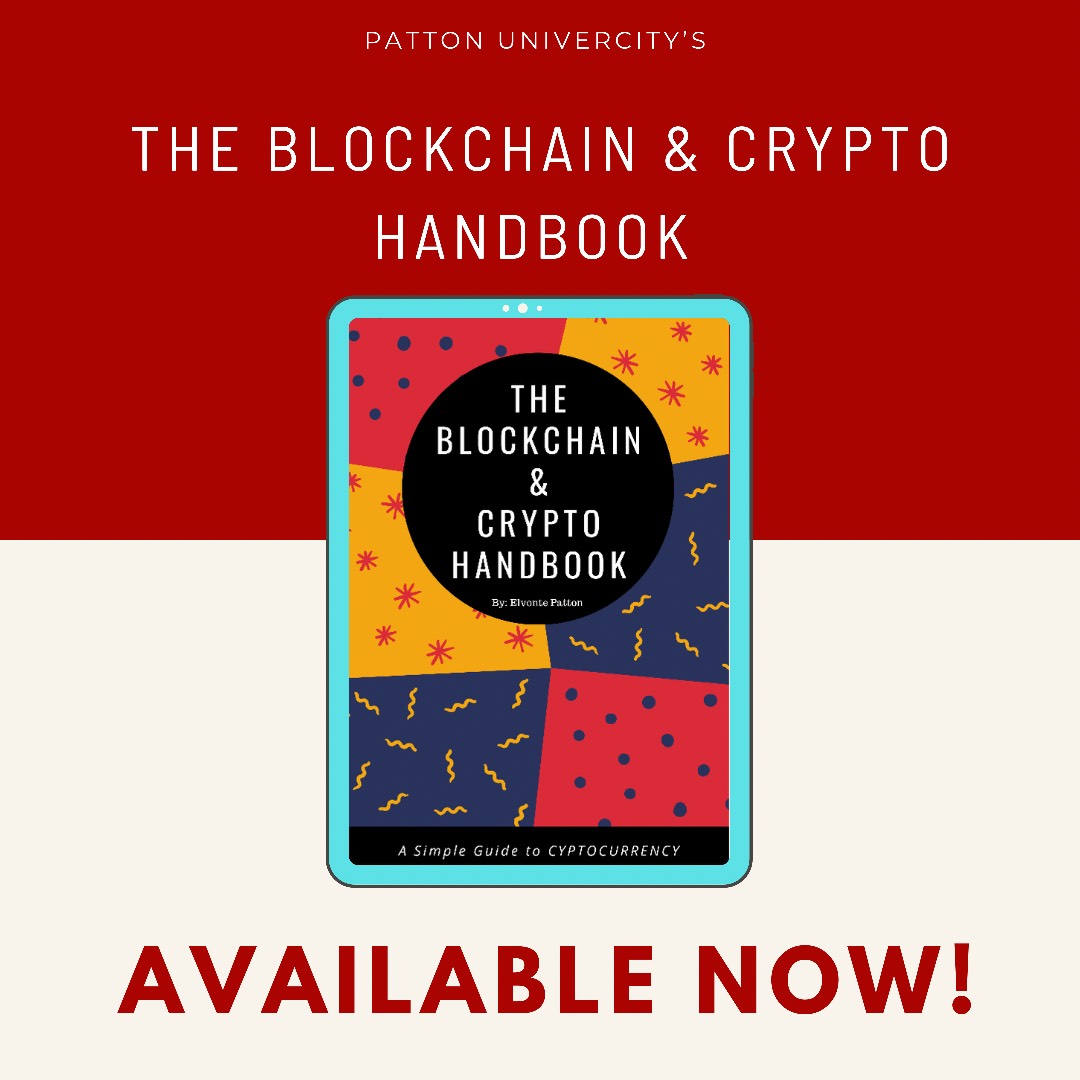 PATTON UNIVERCITY'S
THE BLOCKCHAIN & CRYPTO
HANDBOOK
THE
BLOCKCHAIN
&
CRYPTO
HANDBOOK
By: Elvonte Patton
A Simple Guide to CYPTOCURRENCY
AVAILABLE NOW!